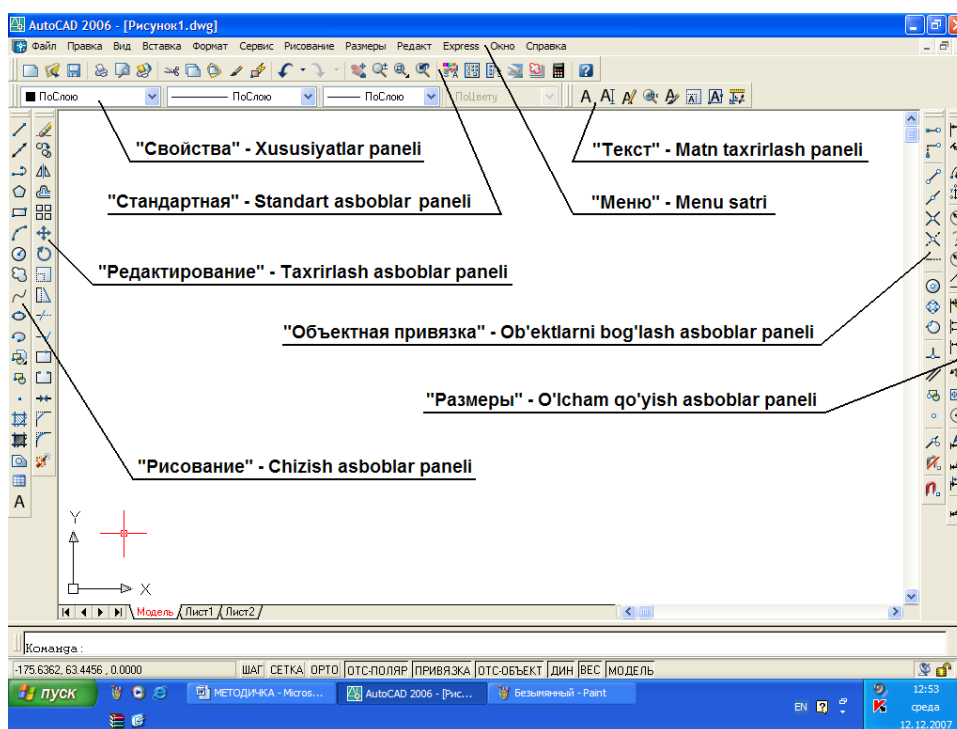 AutoCAD 2006 - [Рисунок1.dwg]
Файл Правка Вид Вставка Формат Сервис Рисование Размеры Редакт Express Окно Справка
ПоСлою ПоСлою ПоСлою ПоЦвету
"Свойства" - Xususiyatlar paneli
"Текст" - Matn taxrirlash paneli
"Стандартная" - Standart asboblar paneli
"Меню" - Menu satri
"Редактирование" - Taxrirlash asboblar paneli
"Объектная привязка" - Ob'ektlarni bog'lash asboblar paneli
"Размеры" - O'lcham qo'yish asboblar paneli
"Рисование" - Chizish asboblar paneli
Y
X
Модель Лист1 Лист2
Команда:
-175.6362, 63.4456 , 0.0000 ШАГ СЕТКА ОРТО ОТС-ПОЛЯР ПРИВЯЗКА ОТС-ОБЪЕКТ ДИН ВЕС МОДЕЛЬ
пуск МЕТОДИЧКА - Micros... AutoCAD 2006 - [Рис... Безымянный - Paint EN 12:53
среда
12.12.2007